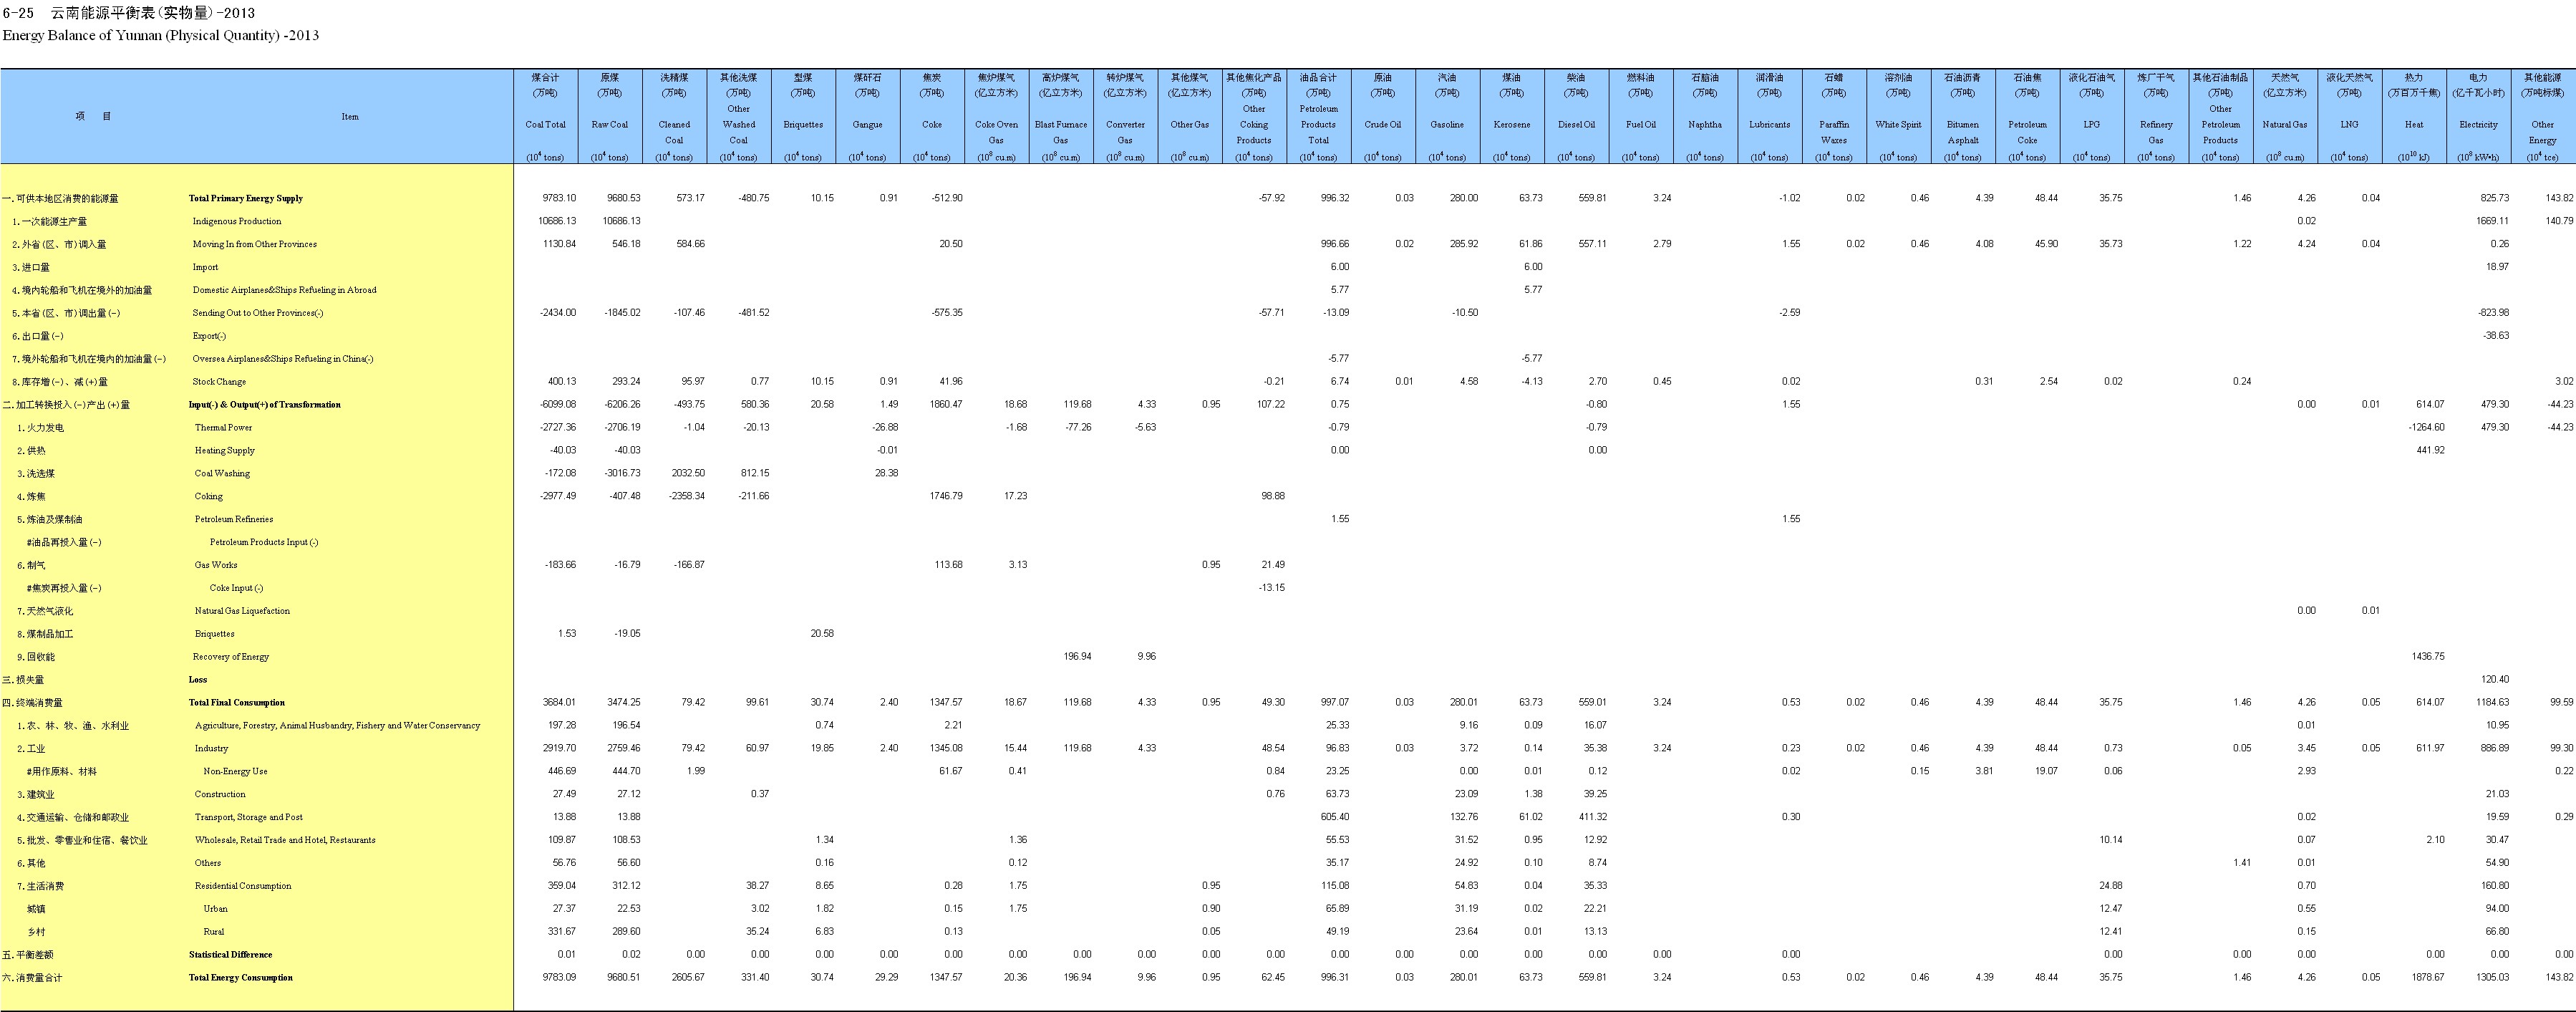 6-25 云南能源平衡表(实物量)-2013
Energy Balance of Yunnan (Physical Quantity) -2013
项 目 Item 煤合计 (万吨) Coal Total (10⁴ tons) 原煤 (万吨) Raw Coal (10⁴ tons) 洗精煤 (万吨) Cleaned Coal (10⁴ tons) 其他洗煤 (万吨) Other Washed Coal (10⁴ tons) 型煤 (万吨) Briquettes (10⁴ tons) 煤矸石 (万吨) Gangue (10⁴ tons) 焦炭 (万吨) Coke (10⁴ tons) 焦炉煤气 (亿立方米) Coke Oven Gas (10⁸ cu.m) 高炉煤气 (亿立方米) Blast Furnace Gas (10⁸ cu.m) 转炉煤气 (亿立方米) Converter Gas (10⁸ cu.m) 其他煤气 (亿立方米) Other Gas (10⁸ cu.m) 其他焦化产品 (万吨) Other Coking Products (10⁴ tons) 油品合计 (万吨) Petroleum Products Total (10⁴ tons) 原油 (万吨) Crude Oil (10⁴ tons) 汽油 (万吨) Gasoline (10⁴ tons) 煤油 (万吨) Kerosene (10⁴ tons) 柴油 (万吨) Diesel Oil (10⁴ tons) 燃料油 (万吨) Fuel Oil (10⁴ tons) 石脑油 (万吨) Naphtha (10⁴ tons) 润滑油 (万吨) Lubricants (10⁴ tons) 石蜡 (万吨) Paraffin Waxes (10⁴ tons) 溶剂油 (万吨) White Spirit (10⁴ tons) 石油沥青 (万吨) Bitumen Asphalt (10⁴ tons) 石油焦 (万吨) Petroleum Coke (10⁴ tons) 液化石油气 (万吨) LPG (10⁴ tons) 炼厂干气 (万吨) Refinery Gas (10⁴ tons) 其他石油制品 (万吨) Other Petroleum Products (10⁴ tons) 天然气 (亿立方米) Natural Gas (10⁸ cu.m) 液化天然气 (万吨) LNG (10⁴ tons) 热力 (万百万千焦) Heat (10¹⁰ kJ) 电力 (亿千瓦小时) Electricity (10⁸ kW•h) 其他能源 (万吨标煤) Other Energy (10⁴ tce)
一.可供本地区消费的能源量 Total Primary Energy Supply 9783.10 9680.53 573.17 -480.75 10.15 0.91 -512.90 -57.92 996.32 0.03 280.00 63.73 559.81 3.24 -1.02 0.02 0.46 4.39 48.44 35.75 1.46 4.26 0.04 825.73 143.82
1.一次能源生产量 Indigenous Production 10686.13 10686.13 0.02 1669.11 140.79
2.外省(区、市)调入量 Moving In from Other Provinces 1130.84 546.18 584.66 20.50 996.66 0.02 285.92 61.86 557.11 2.79 1.55 0.02 0.46 4.08 45.90 35.73 1.22 4.24 0.04 0.26
3.进口量 Import 6.00 6.00 18.97
4.境内轮船和飞机在境外的加油量 Domestic Airplanes&Ships Refueling in Abroad 5.77 5.77
5.本省(区、市)调出量(-) Sending Out to Other Provinces(-) -2434.00 -1845.02 -107.46 -481.52 -575.35 -57.71 -13.09 -10.50 -2.59 -823.98
6.出口量(-) Export(-) -38.63
7.境外轮船和飞机在境内的加油量(-) Oversea Airplanes&Ships Refueling in China(-) -5.77 -5.77
8.库存增(-)、减(+)量 Stock Change 400.13 293.24 95.97 0.77 10.15 0.91 41.96 -0.21 6.74 0.01 4.58 -4.13 2.70 0.45 0.02 0.31 2.54 0.02 0.24 3.02
二.加工转换投入(-)产出(+)量 Input(-) & Output(+) of Transformation -6099.08 -6206.26 -493.75 580.36 20.58 1.49 1860.47 18.68 119.68 4.33 0.95 107.22 0.75 -0.80 1.55 0.00 0.01 614.07 479.30 -44.23
1.火力发电 Thermal Power -2727.36 -2706.19 -1.04 -20.13 -26.88 -1.68 -77.26 -5.63 -0.79 -0.79 -1264.60 479.30 -44.23
2.供热 Heating Supply -40.03 -40.03 -0.01 0.00 0.00 441.92
3.洗选煤 Coal Washing -172.08 -3016.73 2032.50 812.15 28.38
4.炼焦 Coking -2977.49 -407.48 -2358.34 -211.66 1746.79 17.23 98.88
5.炼油及煤制油 Petroleum Refineries 1.55 1.55
#油品再投入量(-) Petroleum Products Input (-)
6.制气 Gas Works -183.66 -16.79 -166.87 113.68 3.13 0.95 21.49
#焦炭再投入量(-) Coke Input (-) -13.15
7.天然气液化 Natural Gas Liquefaction 0.00 0.01
8.煤制品加工 Briquettes 1.53 -19.05 20.58
9.回收能 Recovery of Energy 196.94 9.96 1436.75
三.损失量 Loss 120.40
四.终端消费量 Total Final Consumption 3684.01 3474.25 79.42 99.61 30.74 2.40 1347.57 18.67 119.68 4.33 0.95 49.30 997.07 0.03 280.01 63.73 559.01 3.24 0.53 0.02 0.46 4.39 48.44 35.75 1.46 4.26 0.05 614.07 1184.63 99.59
1.农、林、牧、渔、水利业 Agriculture, Forestry, Animal Husbandry, Fishery and Water Conservancy 197.28 196.54 0.74 2.21 25.33 9.16 0.09 16.07 0.01 10.95
2.工业 Industry 2919.70 2759.46 79.42 60.97 19.85 2.40 1345.08 15.44 119.68 4.33 48.54 96.83 0.03 3.72 0.14 35.38 3.24 0.23 0.02 0.46 4.39 48.44 0.73 0.05 3.45 0.05 611.97 886.89 99.30
#用作原料、材料 Non-Energy Use 446.69 444.70 1.99 61.67 0.41 0.84 23.25 0.00 0.01 0.12 0.02 0.15 3.81 19.07 0.06 2.93 0.22
3.建筑业 Construction 27.49 27.12 0.37 0.76 63.73 23.09 1.38 39.25 21.03
4.交通运输、仓储和邮政业 Transport, Storage and Post 13.88 13.88 605.40 132.76 61.02 411.32 0.30 0.02 19.59 0.29
5.批发、零售业和住宿、餐饮业 Wholesale, Retail Trade and Hotel, Restaurants 109.87 108.53 1.34 1.36 55.53 31.52 0.95 12.92 10.14 0.07 2.10 30.47
6.其他 Others 56.76 56.60 0.16 0.12 35.17 24.92 0.10 8.74 1.41 0.01 54.90
7.生活消费 Residential Consumption 359.04 312.12 38.27 8.65 0.28 1.75 0.95 115.08 54.83 0.04 35.33 24.88 0.70 160.80
城镇 Urban 27.37 22.53 3.02 1.82 0.15 1.75 0.90 65.89 31.19 0.02 22.21 12.47 0.55 94.00
乡村 Rural 331.67 289.60 35.24 6.83 0.13 0.05 49.19 23.64 0.01 13.13 12.41 0.15 66.80
五.平衡差额 Statistical Difference 0.01 0.02 0.00 0.00 0.00 0.00 0.00 0.00 0.00 0.00 0.00 0.00 0.00 0.00 0.00 0.00 0.00 0.00 0.00 0.00 0.00 0.00 0.00 0.00 0.00 0.00
六.消费量合计 Total Energy Consumption 9783.09 9680.51 2605.67 331.40 30.74 29.29 1347.57 20.36 196.94 9.96 0.95 62.45 996.31 0.03 280.01 63.73 559.81 3.24 0.53 0.02 0.46 4.39 48.44 35.75 1.46 4.26 0.05 1878.67 1305.03 143.82